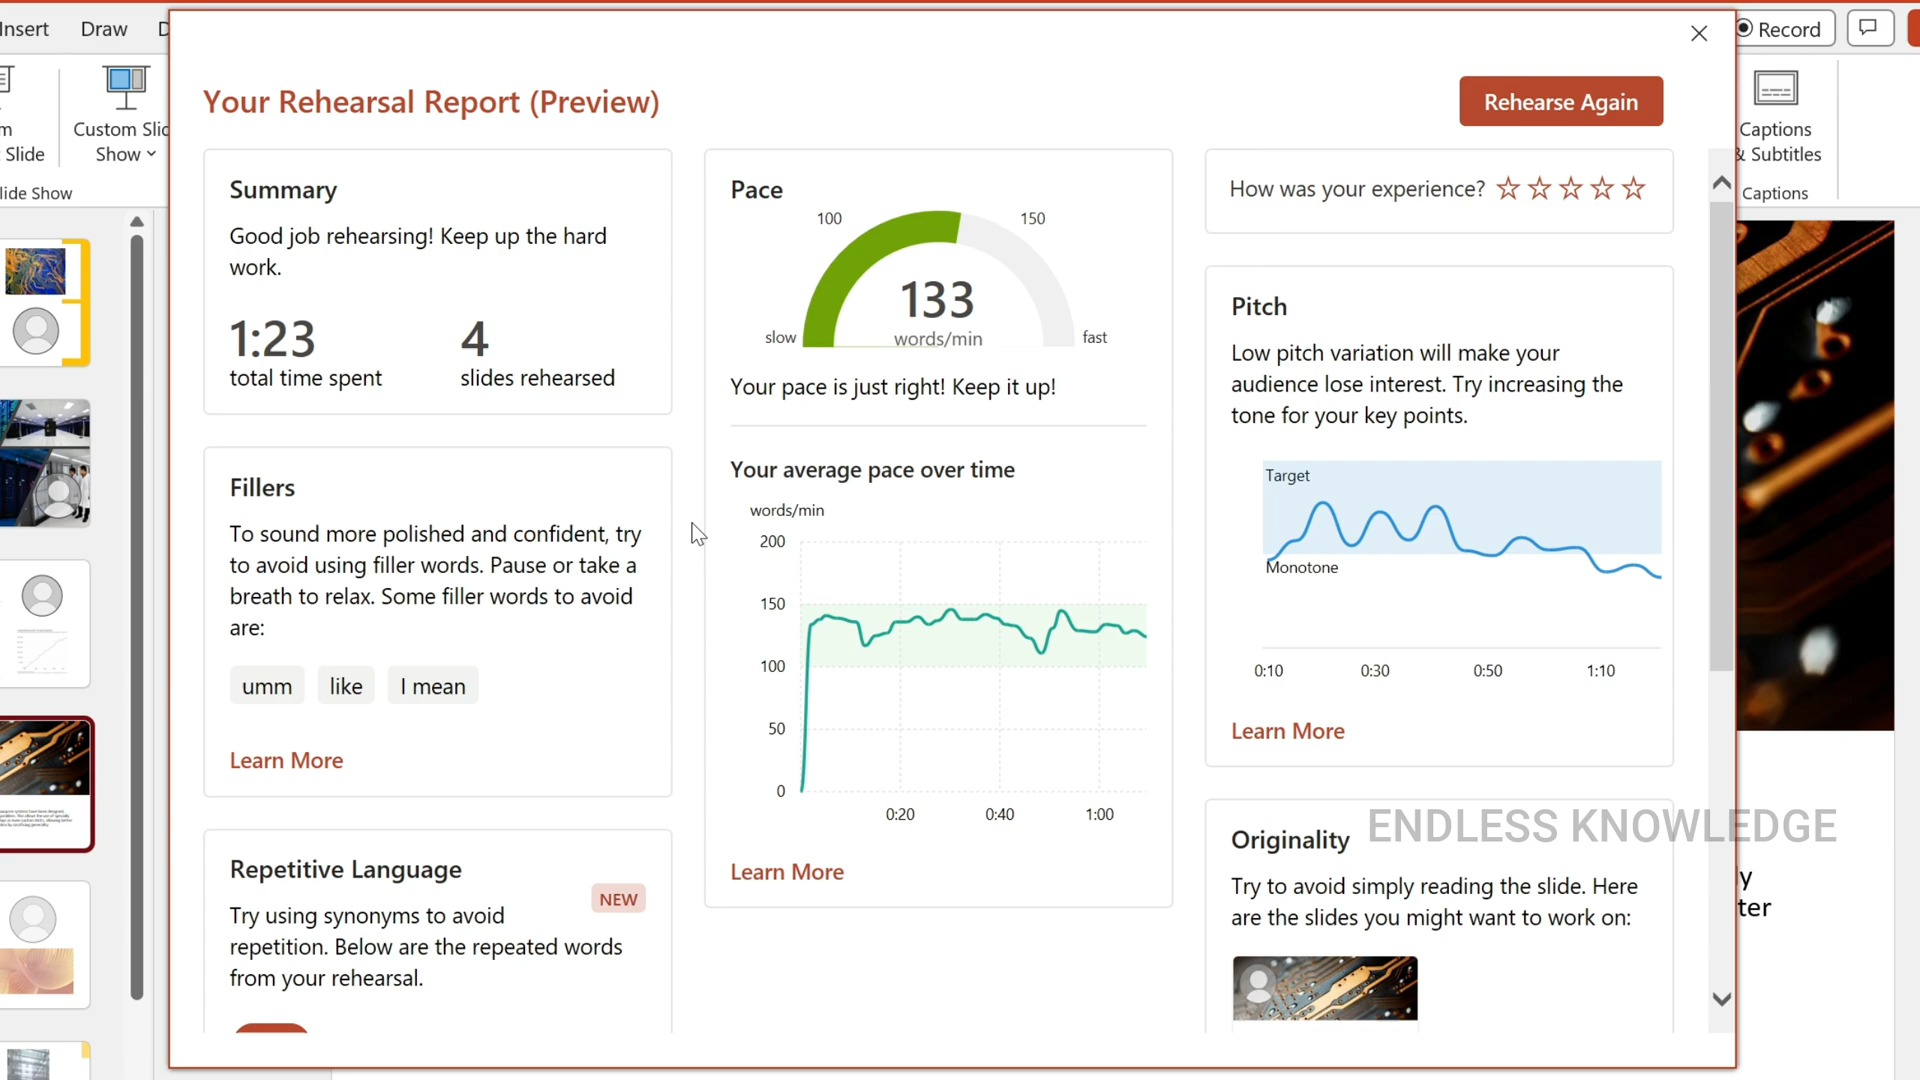 Insert
Draw
D
Record
m
Slide
Custom Slid
Show
lide Show
Captions
& Subtitles
Captions
Your Rehearsal Report (Preview)
Rehearse Again
Summary
Good job rehearsing! Keep up the hard
work.
1:23
total time spent
4
slides rehearsed
Fillers
To sound more polished and confident, try
to avoid using filler words. Pause or take a
breath to relax. Some filler words to avoid
are:
umm
like
I mean
Learn More
Repetitive Language
NEW
Try using synonyms to avoid
repetition. Below are the repeated words
from your rehearsal.
Pace
100
150
133
words/min
slow
fast
Your pace is just right! Keep it up!
Your average pace over time
words/min
200
150
100
50
0
0:20
0:40
1:00
Learn More
How was your experience?
Pitch
Low pitch variation will make your
audience lose interest. Try increasing the
tone for your key points.
Target
Monotone
0:10
0:30
0:50
1:10
Learn More
ENDLESS KNOWLEDGE
Originality
Try to avoid simply reading the slide. Here
are the slides you might want to work on:
y
ter